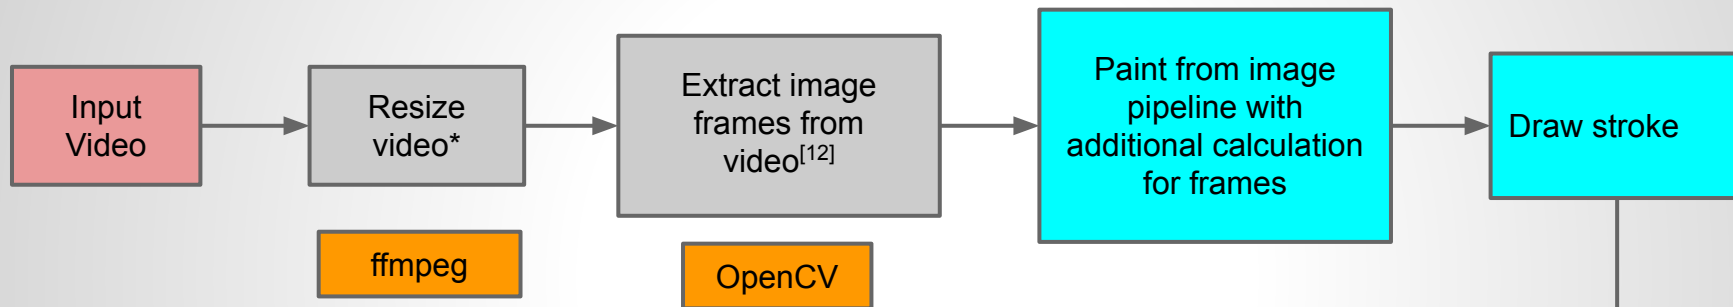 Input
Video
Resize
video*
Extract image
frames from
video[12]
Paint from image
pipeline with
additional calculation
for frames
Draw stroke
ffmpeg
OpenCV